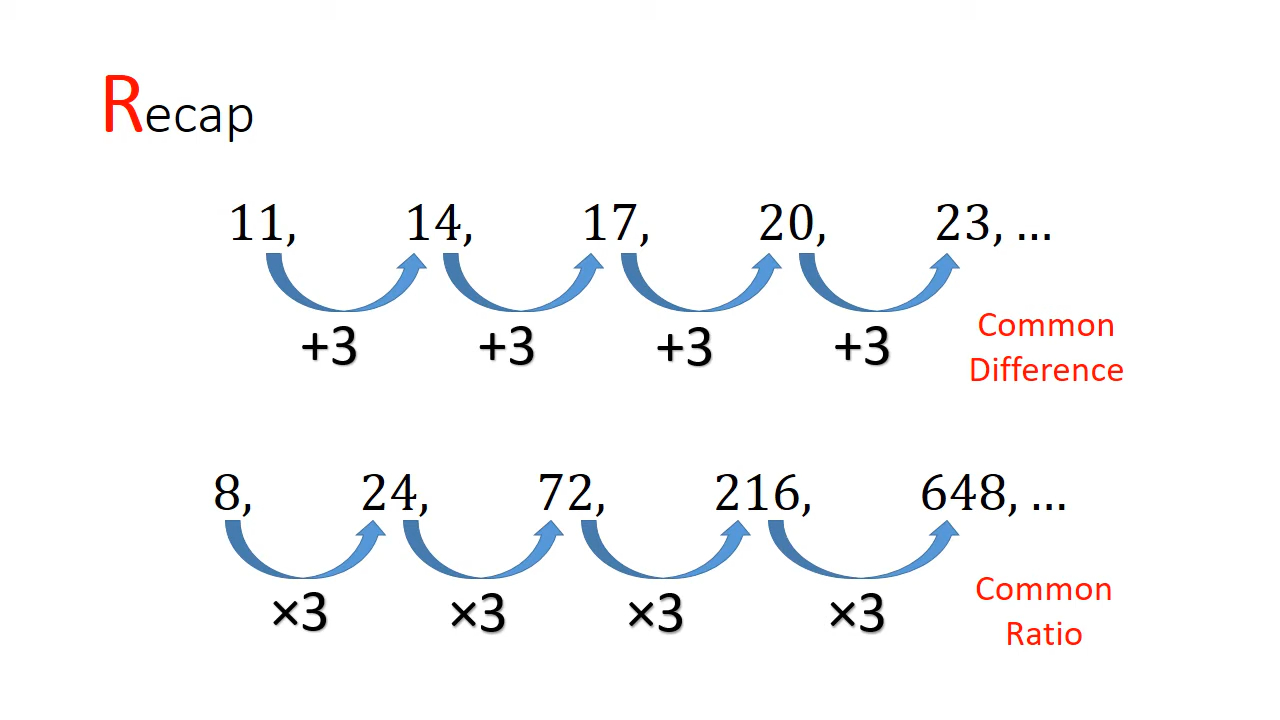 Recap
11, 14, 17, 20, 23, ...
+3 +3 +3 +3
Common
Difference
8, 24, 72, 216, 648, ...
×3 ×3 ×3 ×3
Common
Ratio